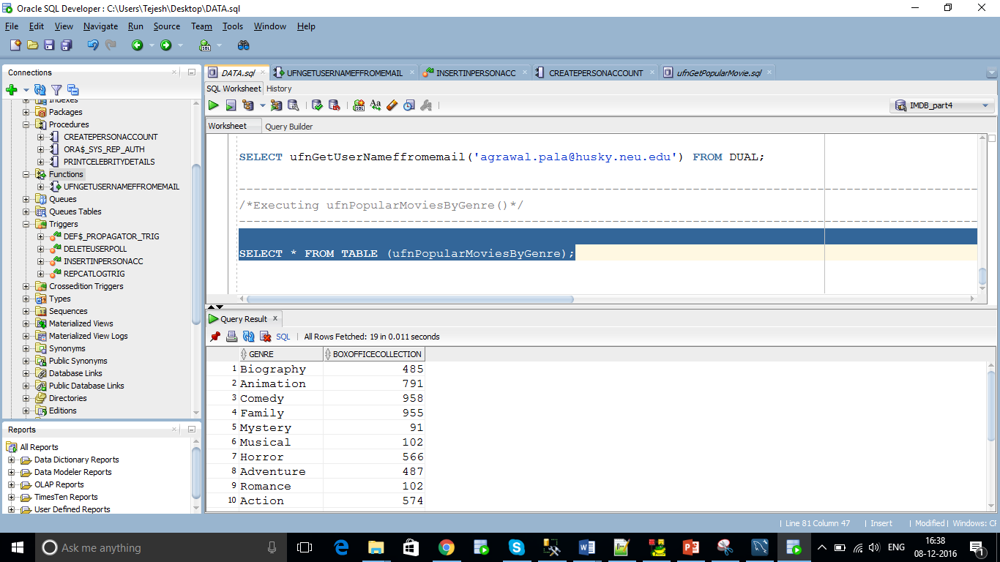 Oracle SQL Developer : C:\Users\Tejesh\Desktop\DATA.sql
File Edit View Navigate Run Source Team Tools Window Help
Connections
Indexes
Packages
Procedures
CREATEPERSONACCOUNT
ORA$_SYS_REP_AUTH
PRINTCELEBRITYDETAILS
Functions
UFNGETUSERNAMEFFROMEMAIL
Queues
Queues Tables
Triggers
DEF$_PROPAGATOR_TRIG
DELETEUSERPOLL
INSERTINPERSONACC
REPCATLOGTRIG
Crossedition Triggers
Types
Sequences
Materialized Views
Materialized View Logs
Synonyms
Public Synonyms
Database Links
Public Database Links
Directories
Editions
Reports
All Reports
Data Dictionary Reports
Data Modeler Reports
OLAP Reports
TimesTen Reports
User Defined Reports
DATA.sql UFNGETUSERNAMEFFROMEMAIL INSERTINPERSONACC CREATEPERSONACCOUNT ufnGetPopularMovie.sql
SQL Worksheet History
IMDB_part4
Worksheet Query Builder
SELECT ufnGetUserNameffromemail('agrawal.pala@husky.neu.edu') FROM DUAL;
/*Executing ufnPopularMoviesByGenre()*/
SELECT * FROM TABLE (ufnPopularMoviesByGenre);
Query Result x
SQL | All Rows Fetched: 19 in 0.011 seconds
GENRE BOXOFFICECOLLECTION
1 Biography 485
2 Animation 791
3 Comedy 958
4 Family 955
5 Mystery 91
6 Musical 102
7 Horror 566
8 Adventure 487
9 Romance 102
10 Action 574
| Line 81 Column 47 | Insert | Modified | Windows: CF
Ask me anything
ENG
16:38
08-12-2016
1